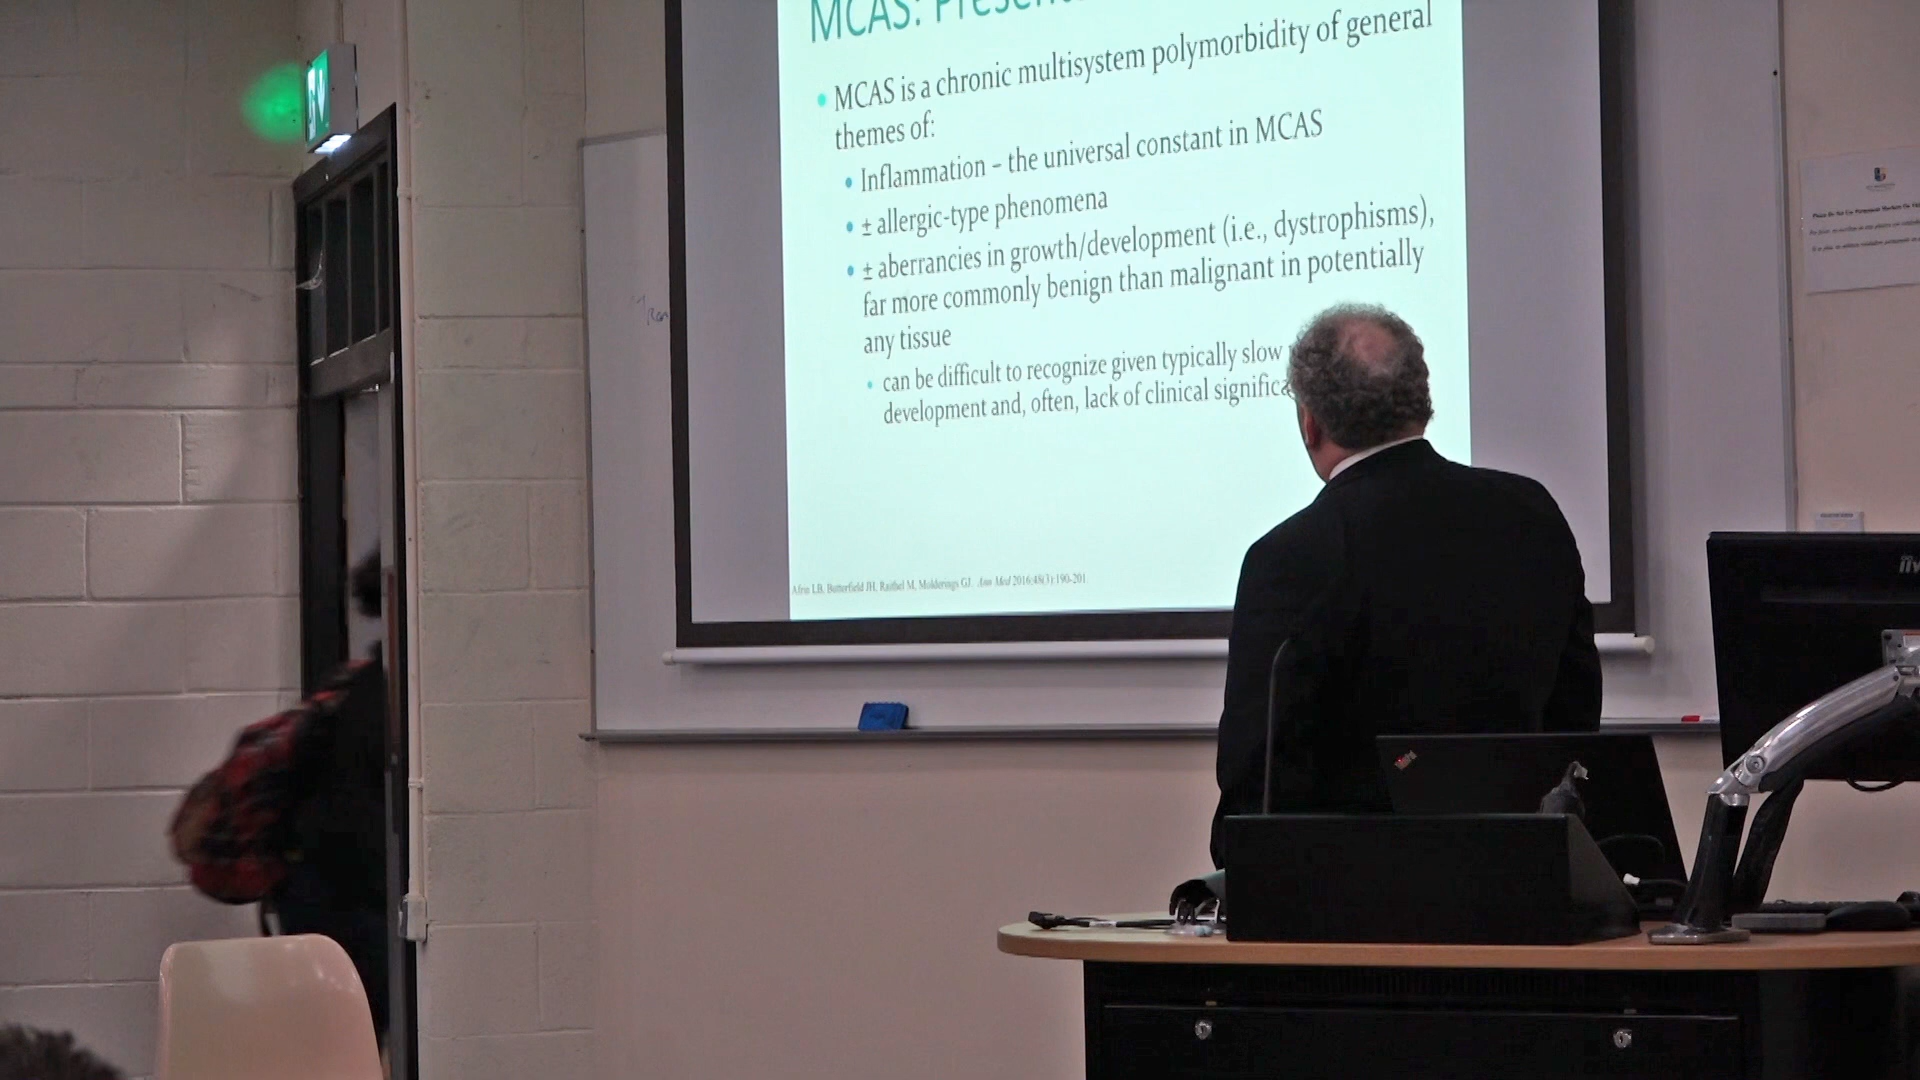 MCAS:
MCAS is a chronic multisystem polymorbidity of general
themes of:
Inflammation – the universal constant in MCAS
± allergic-type phenomena
± aberrancies in growth/development (i.e., dystrophisms),
far more commonly benign than malignant in potentially
any tissue
can be difficult to recognize given typically slow
development and, often, lack of clinical
Afrin LB, Butterfield JH, Raithel M, Molderings GJ. Ann Med 2016;48(3):190-201.
ThinkPad